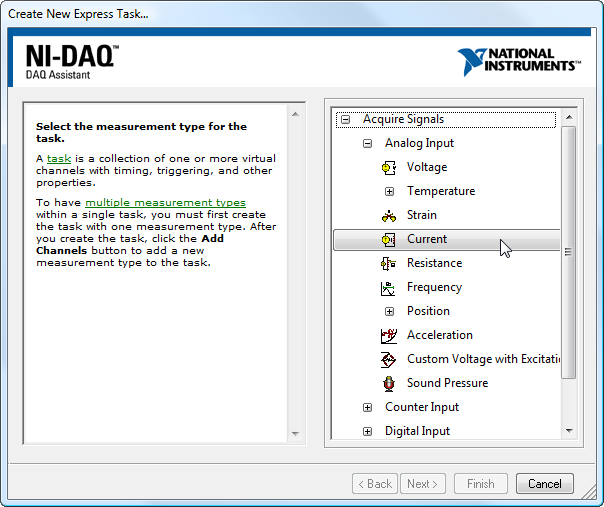 Create New Express Task...
NI-DAQ™
DAQ Assistant
NATIONAL
INSTRUMENTS™
Select the measurement type for the
task.
A task is a collection of one or more virtual
channels with timing, triggering, and other
properties.
To have multiple measurement types
within a single task, you must first create
the task with one measurement type. After
you create the task, click the Add
Channels button to add a new
measurement type to the task.
Acquire Signals
Analog Input
Voltage
Temperature
Strain
Current
Resistance
Frequency
Position
Acceleration
Custom Voltage with Excitatio
Sound Pressure
Counter Input
Digital Input
< Back Next > Finish Cancel